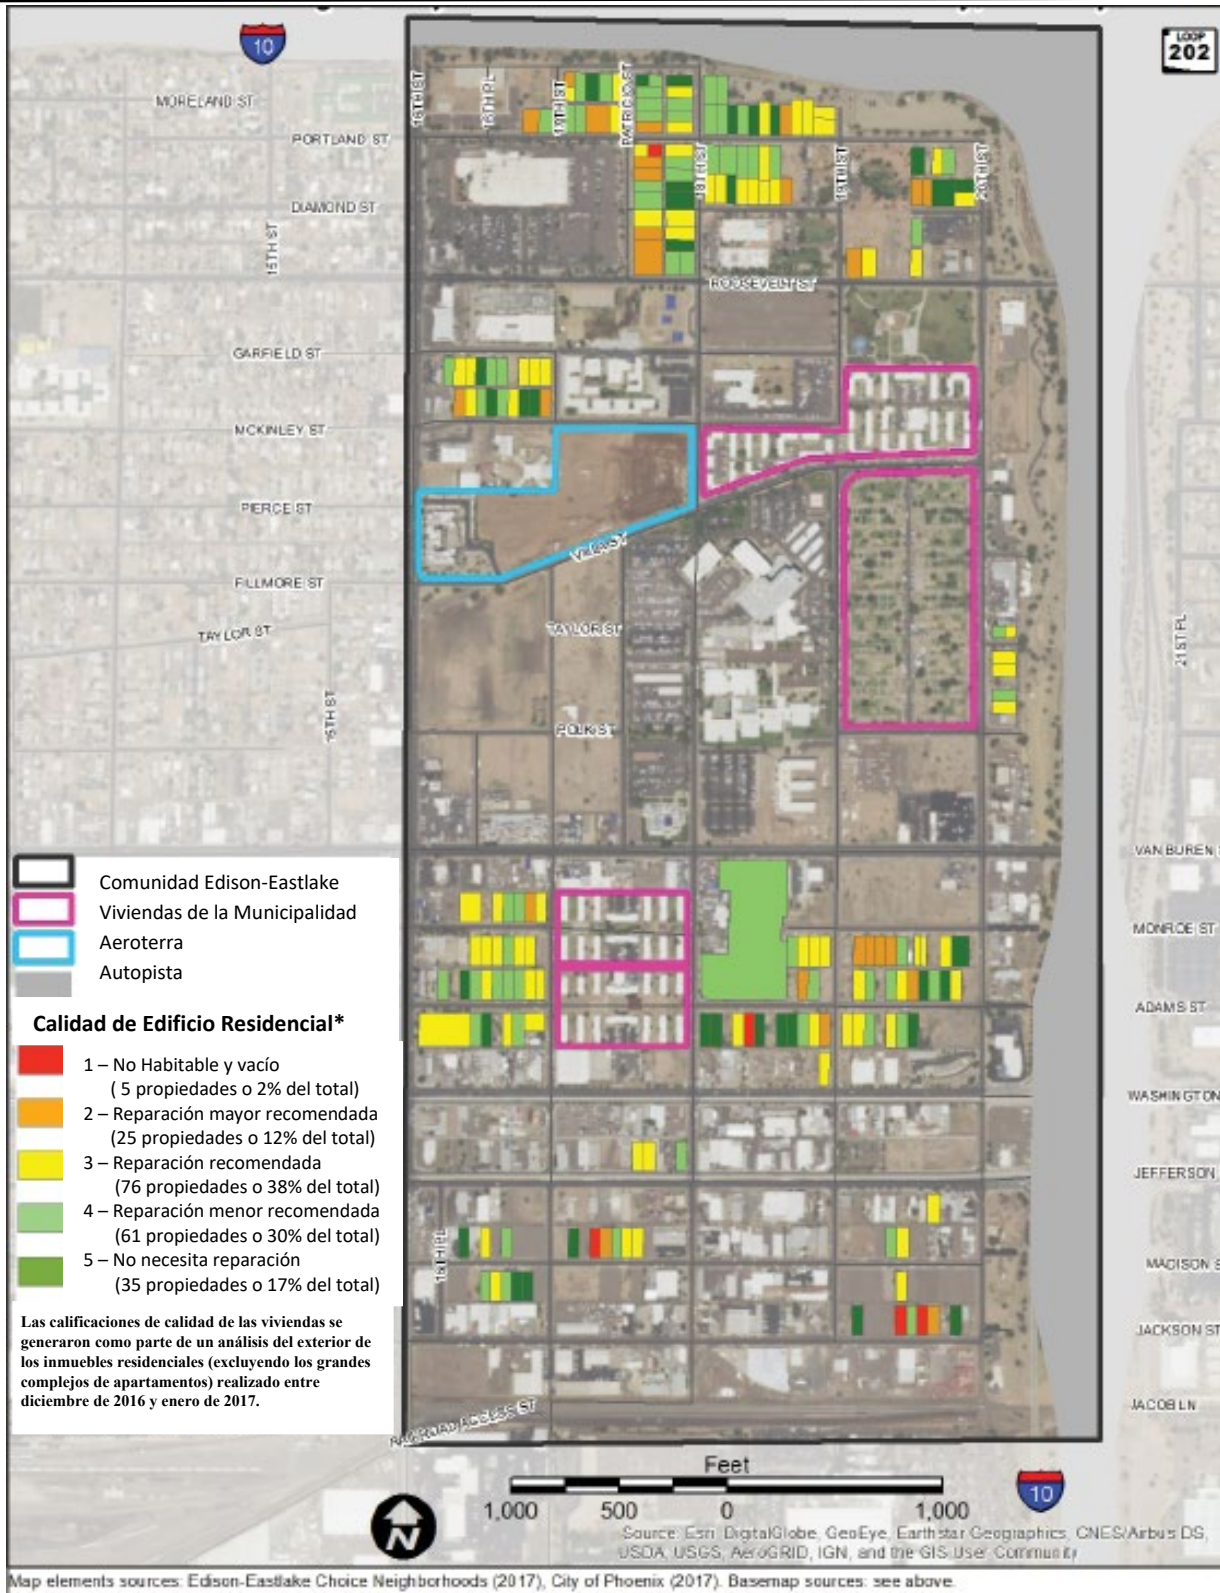 10
LOOP
202
MORELAND ST
PORTLAND ST
DIAMOND ST
15TH ST
16TH ST
16TH PL
17TH ST
PATRICIO ST
18TH ST
19TH ST
20TH ST
ROOSEVELT ST
GARFIELD ST
MCKINLEY ST
PIERCE ST
VILLA ST
FILLMORE ST
TAYLOR ST
TAYLOR ST
15TH ST
POLK ST
21ST PL
VAN BUREN
MONROE ST
ADAMS ST
WASHINGTON
JEFFERSON
16TH PL
MADISON S
JACKSON ST
JACOB LN
RAILROAD ACCESS ST
Comunidad Edison-Eastlake
Viviendas de la Municipalidad
Aeroterra
Autopista
Calidad de Edificio Residencial*
1 – No Habitable y vacío
( 5 propiedades o 2% del total)
2 – Reparación mayor recomendada
(25 propiedades o 12% del total)
3 – Reparación recomendada
(76 propiedades o 38% del total)
4 – Reparación menor recomendada
(61 propiedades o 30% del total)
5 – No necesita reparación
(35 propiedades o 17% del total)
Las calificaciones de calidad de las viviendas se
generaron como parte de un análisis del exterior de
los inmuebles residenciales (excluyendo los grandes
complejos de apartamentos) realizado entre
diciembre de 2016 y enero de 2017.
N
Feet
1,000 500 0 1,000
10
Source: Esri, DigitalGlobe, GeoEye, Earthstar Geographics, CNES/Airbus DS,
USDA, USGS, AeroGRID, IGN, and the GIS User Community
Map elements sources: Edison-Eastlake Choice Neighborhoods (2017), City of Phoenix (2017). Basemap sources: see above.